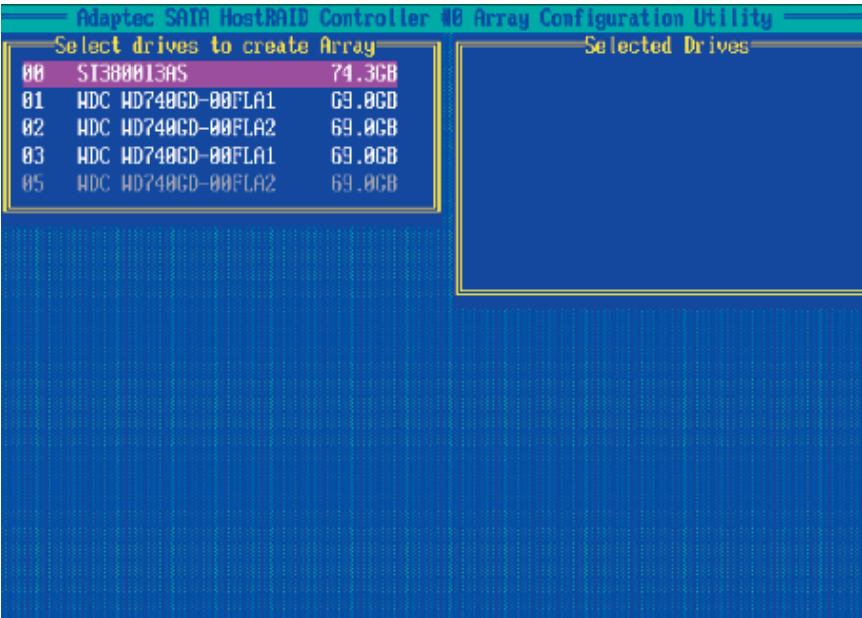 Adaptec SATA HostRAID Controller #0 Array Configuration Utility
Select drives to create Array
Selected Drives
00 ST380013AS 74.3GB
01 WDC WD740GD-00FLA1 69.0GB
02 WDC WD740GD-00FLA2 69.0GB
03 WDC WD740GD-00FLA1 69.0GB
05 WDC WD740GD-00FLA2 69.0GB